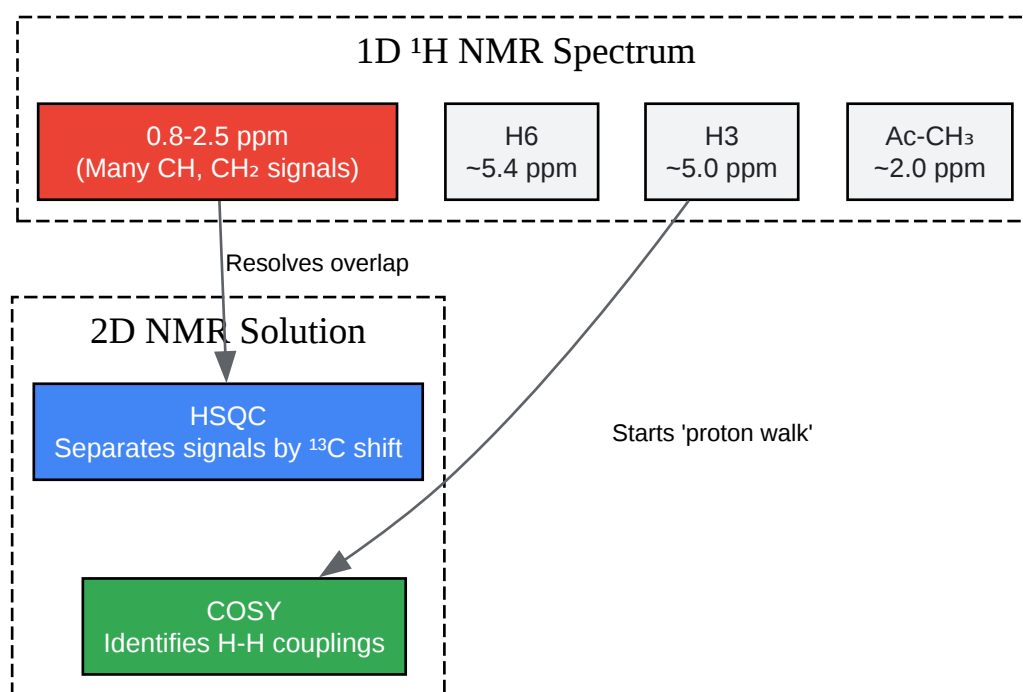 1D ¹H NMR Spectrum
0.8-2.5 ppm
(Many CH, CH₂ signals)
H6
~5.4 ppm
H3
~5.0 ppm
Ac-CH₃
~2.0 ppm
Resolves overlap
2D NMR Solution
HSQC
Separates signals by ¹³C shift
Starts 'proton walk'
COSY
Identifies H-H couplings